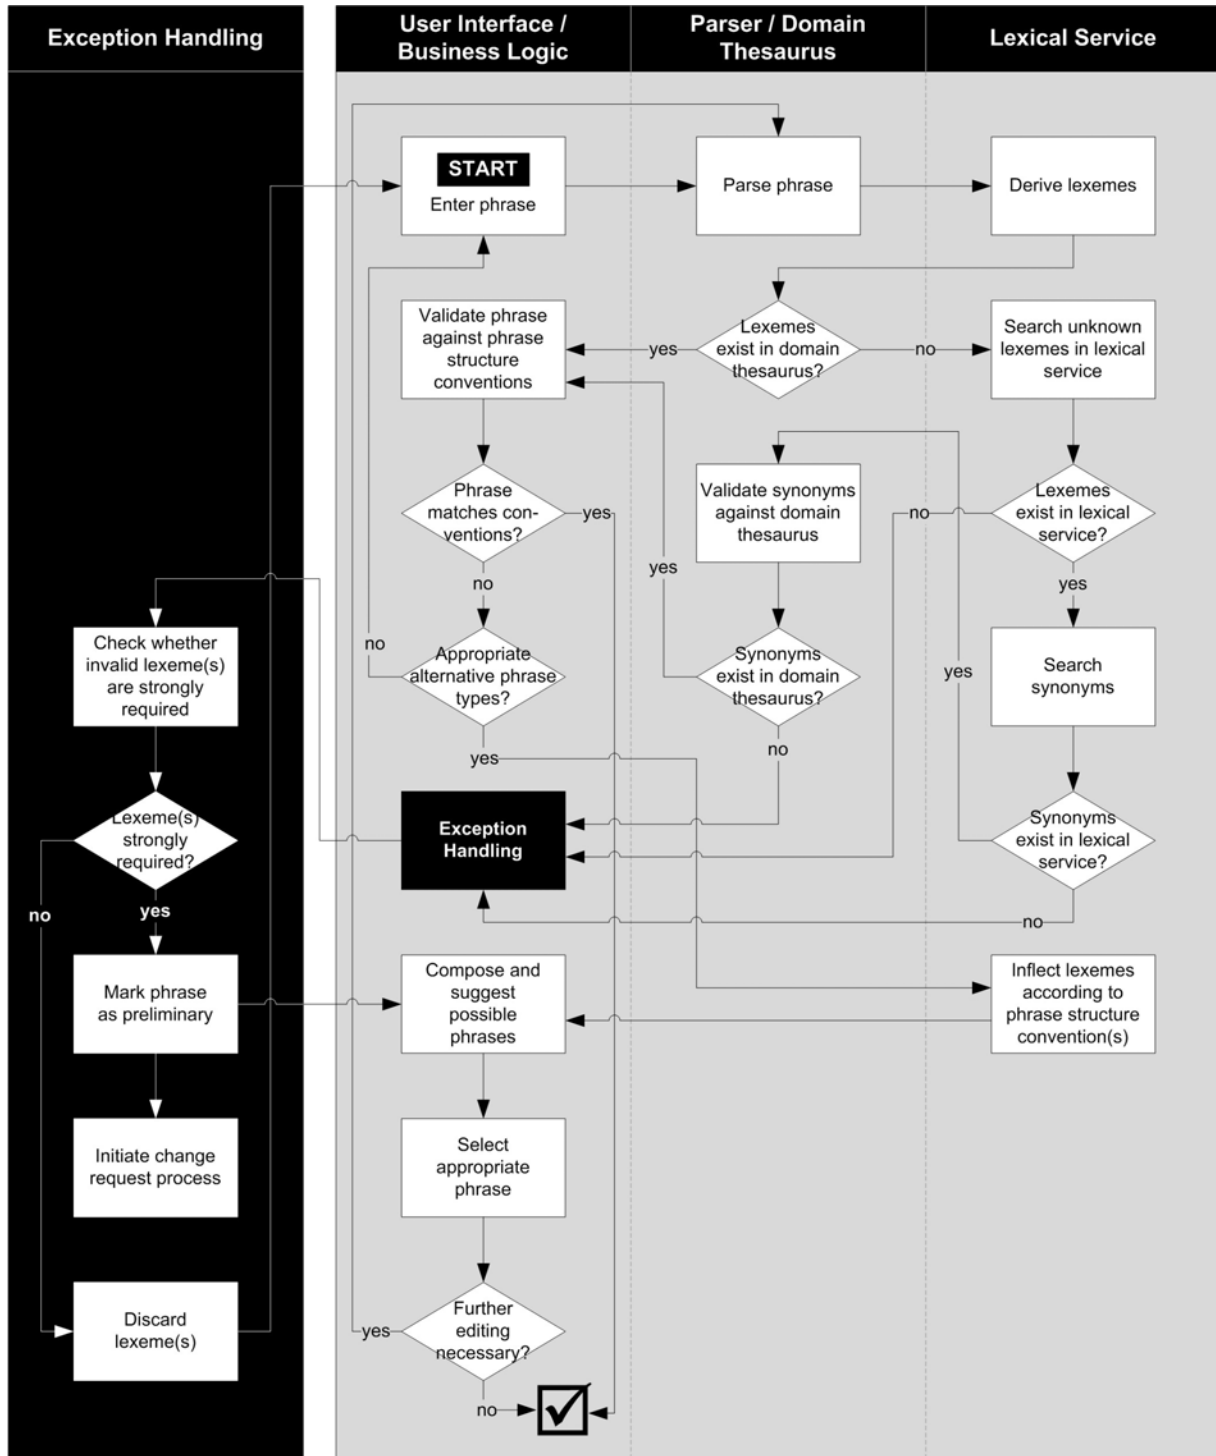 Exception Handling
User Interface /
Business Logic
Parser / Domain
Thesaurus
Lexical Service
START
Enter phrase
Parse phrase
Derive lexemes
Validate phrase
against phrase
structure
conventions
yes
Lexemes
exist in domain
thesaurus?
no
Search unknown
lexemes in lexical
service
Phrase
matches con-
ventions?
yes
Validate synonyms
against domain
thesaurus
no
Lexemes
exist in lexical
service?
no
yes
yes
Check whether
invalid lexeme(s)
are strongly
required
no
Appropriate
alternative phrase
types?
Synonyms
exist in domain
thesaurus?
yes
Search
synonyms
yes
no
Lexeme(s)
strongly
required?
Exception
Handling
Synonyms
exist in lexical
service?
no
yes
no
Mark phrase
as preliminary
Compose and
suggest
possible
phrases
Inflect lexemes
according to
phrase structure
convention(s)
Initiate change
request process
Select
appropriate
phrase
Discard
lexeme(s)
yes
Further
editing
necessary?
no